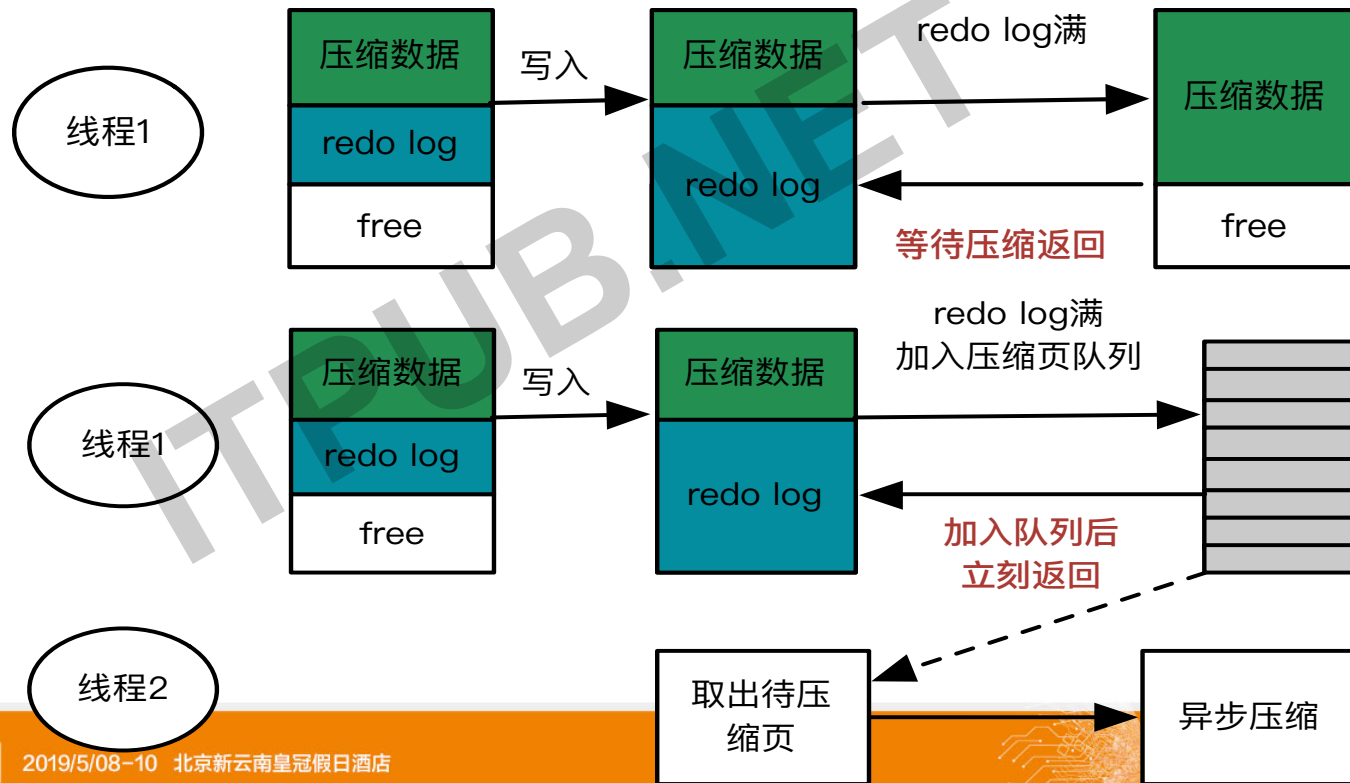 压缩数据
写入
压缩数据
redo log满
压缩数据
线程1
redo log
redo log
free
等待压缩返回
free
redo log满
加入压缩页队列
压缩数据
写入
压缩数据
线程1
redo log
redo log
free
加入队列后
立刻返回
线程2
取出待压
缩页
异步压缩
ITPUB.NET
2019/5/08-10 北京新云南皇冠假日酒店